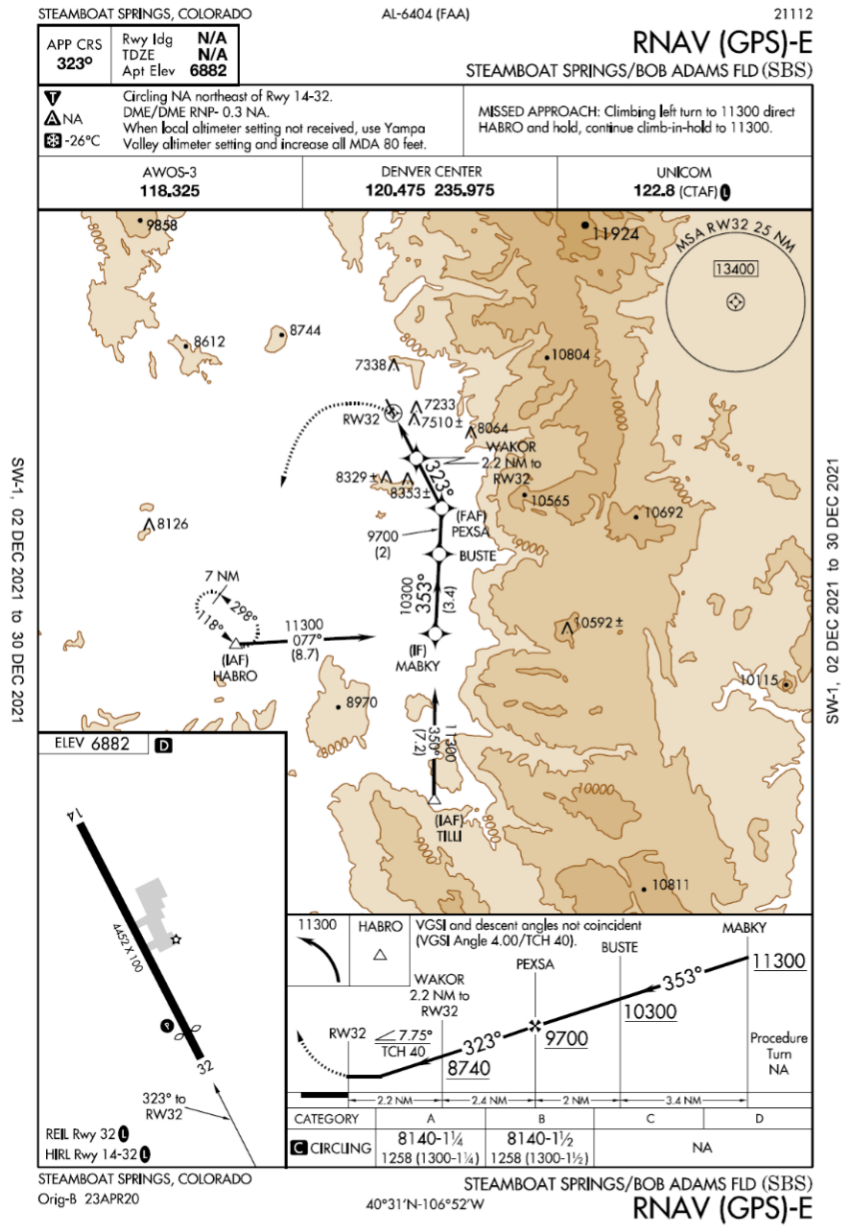 STEAMBOAT SPRINGS, COLORADO
AL-6404 (FAA)
21112
APP CRS
323°
Rwy ldg N/A
TDZE N/A
Apt Elev 6882
RNAV (GPS)-E
STEAMBOAT SPRINGS/BOB ADAMS FLD (SBS)
T
A NA
-26°C
Circling NA northeast of Rwy 14-32.
DME/DME RNP- 0.3 NA.
When local altimeter setting not received, use Yampa
Valley altimeter setting and increase all MDA 80 feet.
MISSED APPROACH: Climbing left turn to 11300 direct
HABRO and hold, continue climb-in-hold to 11300.
AWOS-3
118.325
DENVER CENTER
120.475 235.975
UNICOM
122.8 (CTAF) L
9858
11924
MSA RW32 25 NM
13400
8612
8744
10804
7338
10000
RW32
7233
7510±
8064
WAKOR
2.2 NM to
RW32
323°
8329±
8353±
10565
10692
(FAF)
PEXSA
9000
8126
9700
(2)
BUSTE
7 NM
298°
118°
10300
353°
(3.4)
11300
077°
(8.7)
(IAF)
HABRO
(IF)
MABKY
10592±
10115
8970
8000
11300
350°
(7.2)
(IAF)
TILLI
8000
9000
10000
10811
SW-1, 02 DEC 2021 to 30 DEC 2021
SW-1, 02 DEC 2021 to 30 DEC 2021
ELEV 6882 D
14
4452 X 100
P
32
323° to
RW32
REIL Rwy 32 L
HIRL Rwy 14-32 L
11300
HABRO
VGSI and descent angles not coincident
(VGSI Angle 4.00/TCH 40).
MABKY
BUSTE
PEXSA
WAKOR
2.2 NM to
RW32
RW32
7.75°
TCH 40
323°
8740
9700
353°
10300
11300
Procedure
Turn
NA
2.2 NM
2.4 NM
2 NM
3.4 NM
CATEGORY A B C D
C CIRCLING
8140-1¼
1258 (1300-1¼)
8140-1½
1258 (1300-1½)
NA
STEAMBOAT SPRINGS, COLORADO
Orig-B 23APR20
40°31'N-106°52'W
STEAMBOAT SPRINGS/BOB ADAMS FLD (SBS)
RNAV (GPS)-E